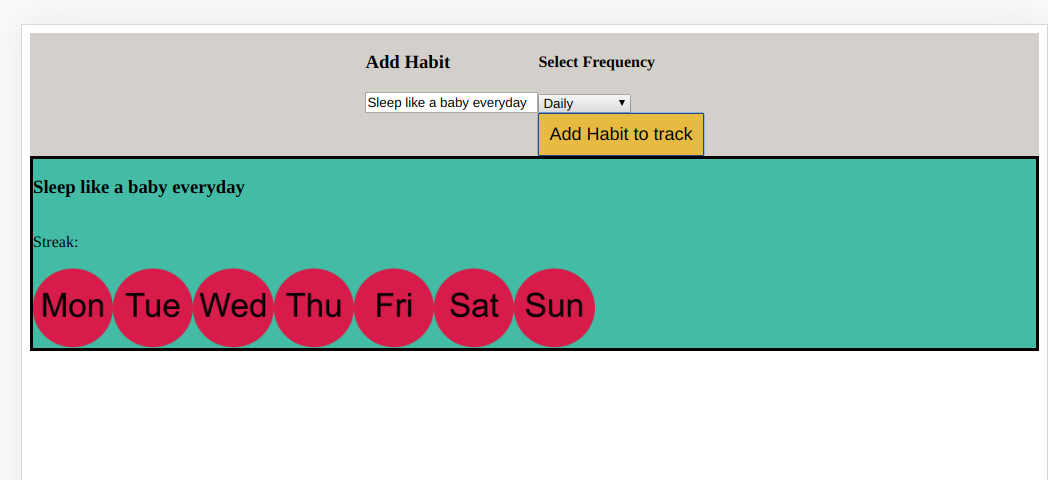 Add Habit
Select Frequency
Sleep like a baby everyday
Daily
Add Habit to track
Sleep like a baby everyday
Streak:
Mon Tue Wed Thu Fri Sat Sun